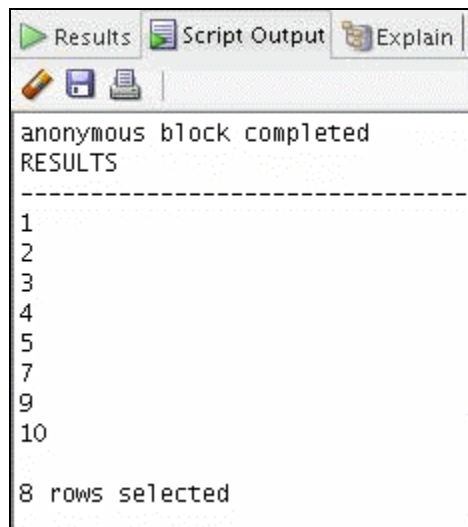 Results Script Output Explain
anonymous block completed
RESULTS
--------------------------------
1
2
3
4
5
7
9
10
8 rows selected